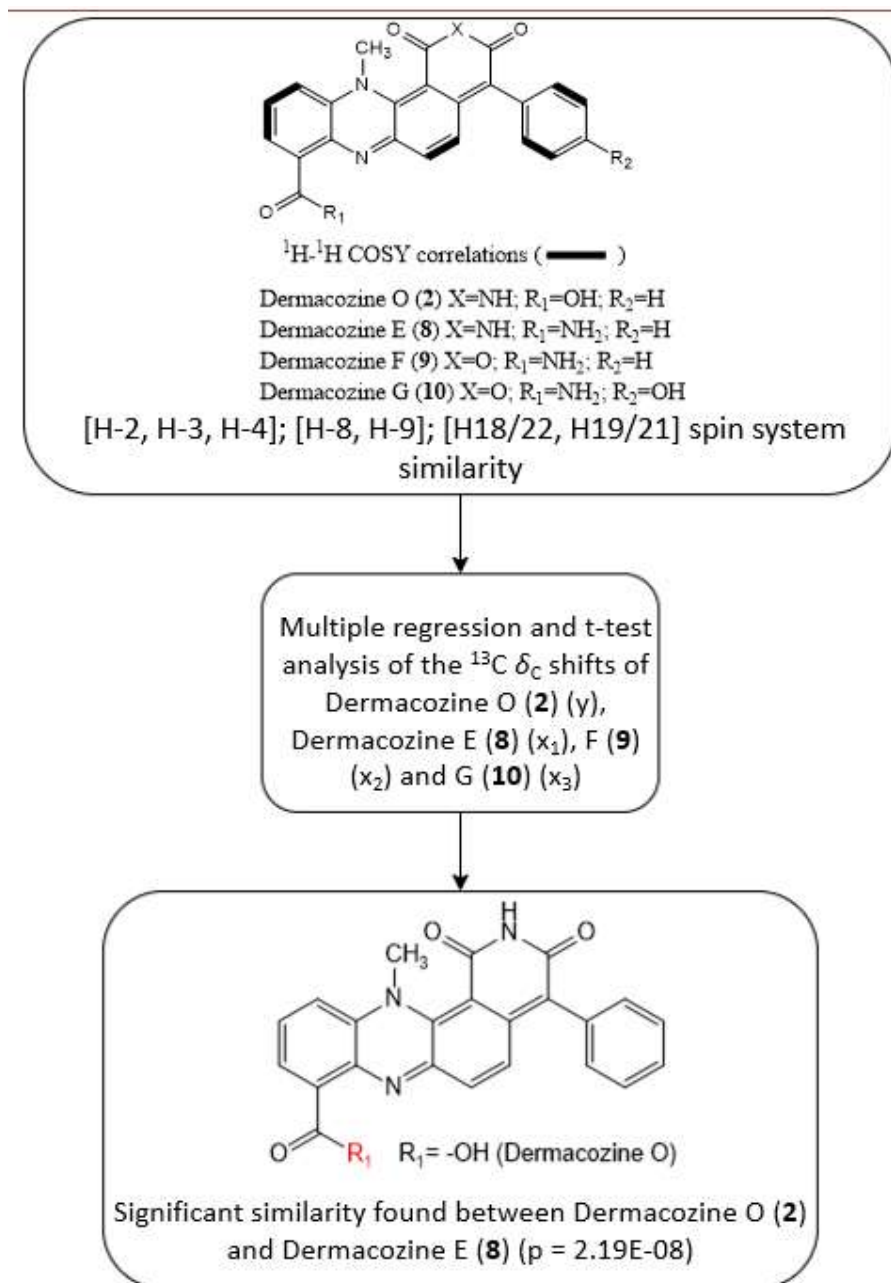 O X O
CH₃
N
N
R₂
O R₁
¹H-¹H COSY correlations ( )
Dermacozine O (2) X=NH; R₁=OH; R₂=H
Dermacozine E (8) X=NH; R₁=NH₂; R₂=H
Dermacozine F (9) X=O; R₁=NH₂; R₂=H
Dermacozine G (10) X=O; R₁=NH₂; R₂=OH
[H-2, H-3, H-4]; [H-8, H-9]; [H18/22, H19/21] spin system
similarity
Multiple regression and t-test
analysis of the ¹³C δC shifts of
Dermacozine O (2) (y),
Dermacozine E (8) (x₁), F (9)
(x₂) and G (10) (x₃)
H
O N O
CH₃
N
N
O R₁ R₁= -OH (Dermacozine O)
Significant similarity found between Dermacozine O (2)
and Dermacozine E (8) (p = 2.19E-08)